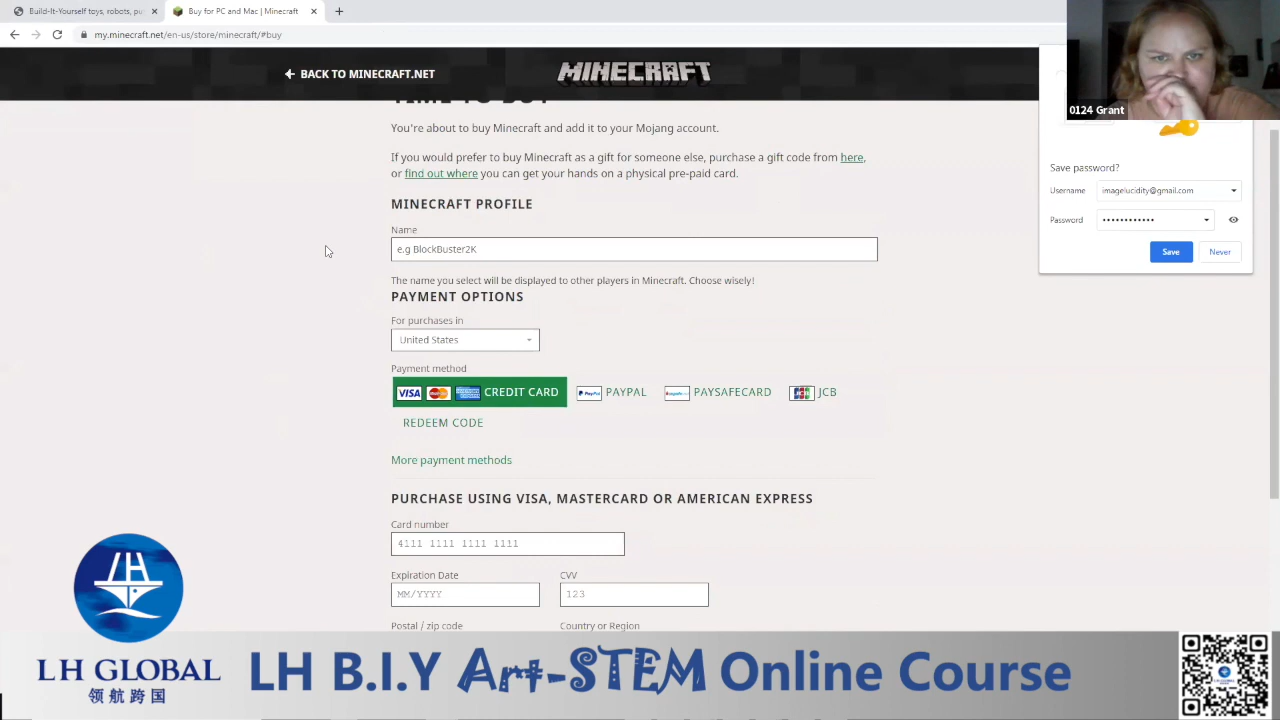 Build-It-Yourself toys, robots, pu
Buy for PC and Mac | Minecraft
my.minecraft.net/en-us/store/minecraft/#buy
BACK TO MINECRAFT.NET
MINECRAFT
0124 Grant
TIME TO BUY
You're about to buy Minecraft and add it to your Mojang account.
If you would prefer to buy Minecraft as a gift for someone else, purchase a gift code from here,
or find out where you can get your hands on a physical pre-paid card.
Save password?
Username imagelucidity@gmail.com
Password ••••••••••••
Save Never
MINECRAFT PROFILE
Name
e.g BlockBuster2K
The name you select will be displayed to other players in Minecraft. Choose wisely!
PAYMENT OPTIONS
For purchases in
United States
Payment method
VISA CREDIT CARD PAYPAL PAYSAFECARD JCB
REDEEM CODE
More payment methods
PURCHASE USING VISA, MASTERCARD OR AMERICAN EXPRESS
Card number
4111 1111 1111 1111
Expiration Date CVV
MM/YYYY 123
Postal / zip code Country or Region
LH
LH GLOBAL
领航跨国
LH B.I.Y Art-STEM Online Course